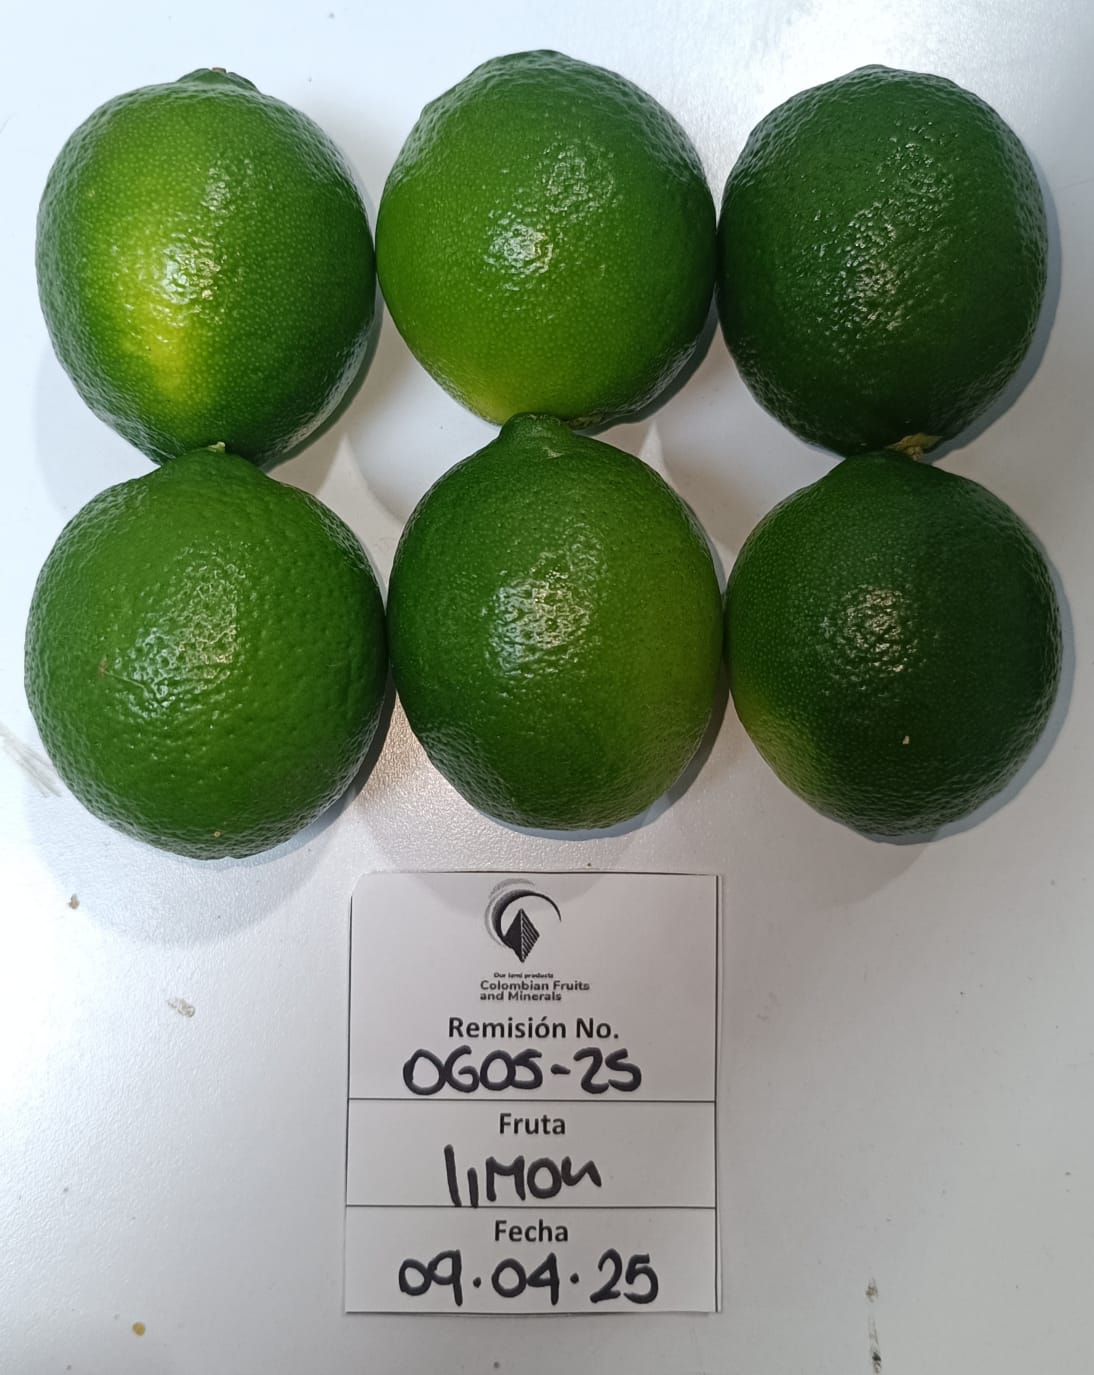 Our land products
Colombian Fruits
and Minerals
Remisión No.
0605-25
Fruta
lIMON
Fecha
09.04.25